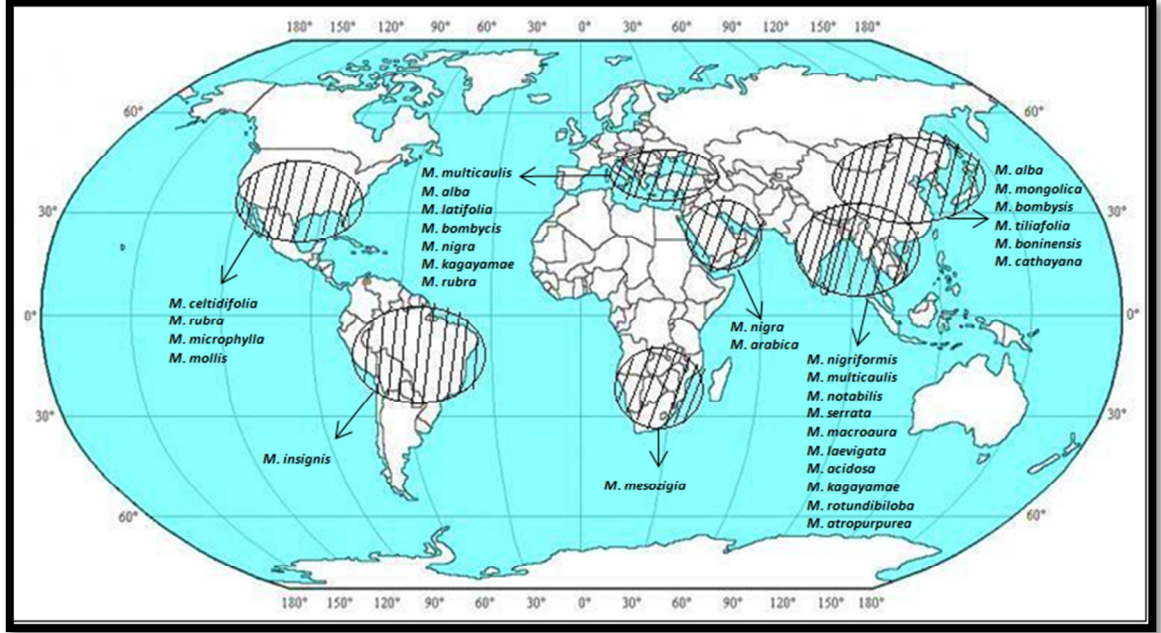 180° 150° 120° 90° 60° 0° 30° 60° 90° 120° 150° 180°
60° 60°
30° 30°
0° 0°
30° 30°
60° 60°
M. multicaulis
M. alba
M. latifolia
M. bombycis
M. nigra
M. kagayamae
M. rubra
M. alba
M. mongolica
M. bombysis
M. tiliafolia
M. boninensis
M. cathayana
M. celtidifolia
M. rubra
M. microphylla
M. mollis
M. nigra
M. arabica
M. nigriformis
M. multicaulis
M. notabilis
M. serrata
M. macroaura
M. laevigata
M. acidosa
M. kagayamae
M. rotundibiloba
M. atropurpurea
M. insignis
M. mesozigia
180° 150° 120° 90° 60° 30° 0° 30° 60° 90° 120° 150° 180°